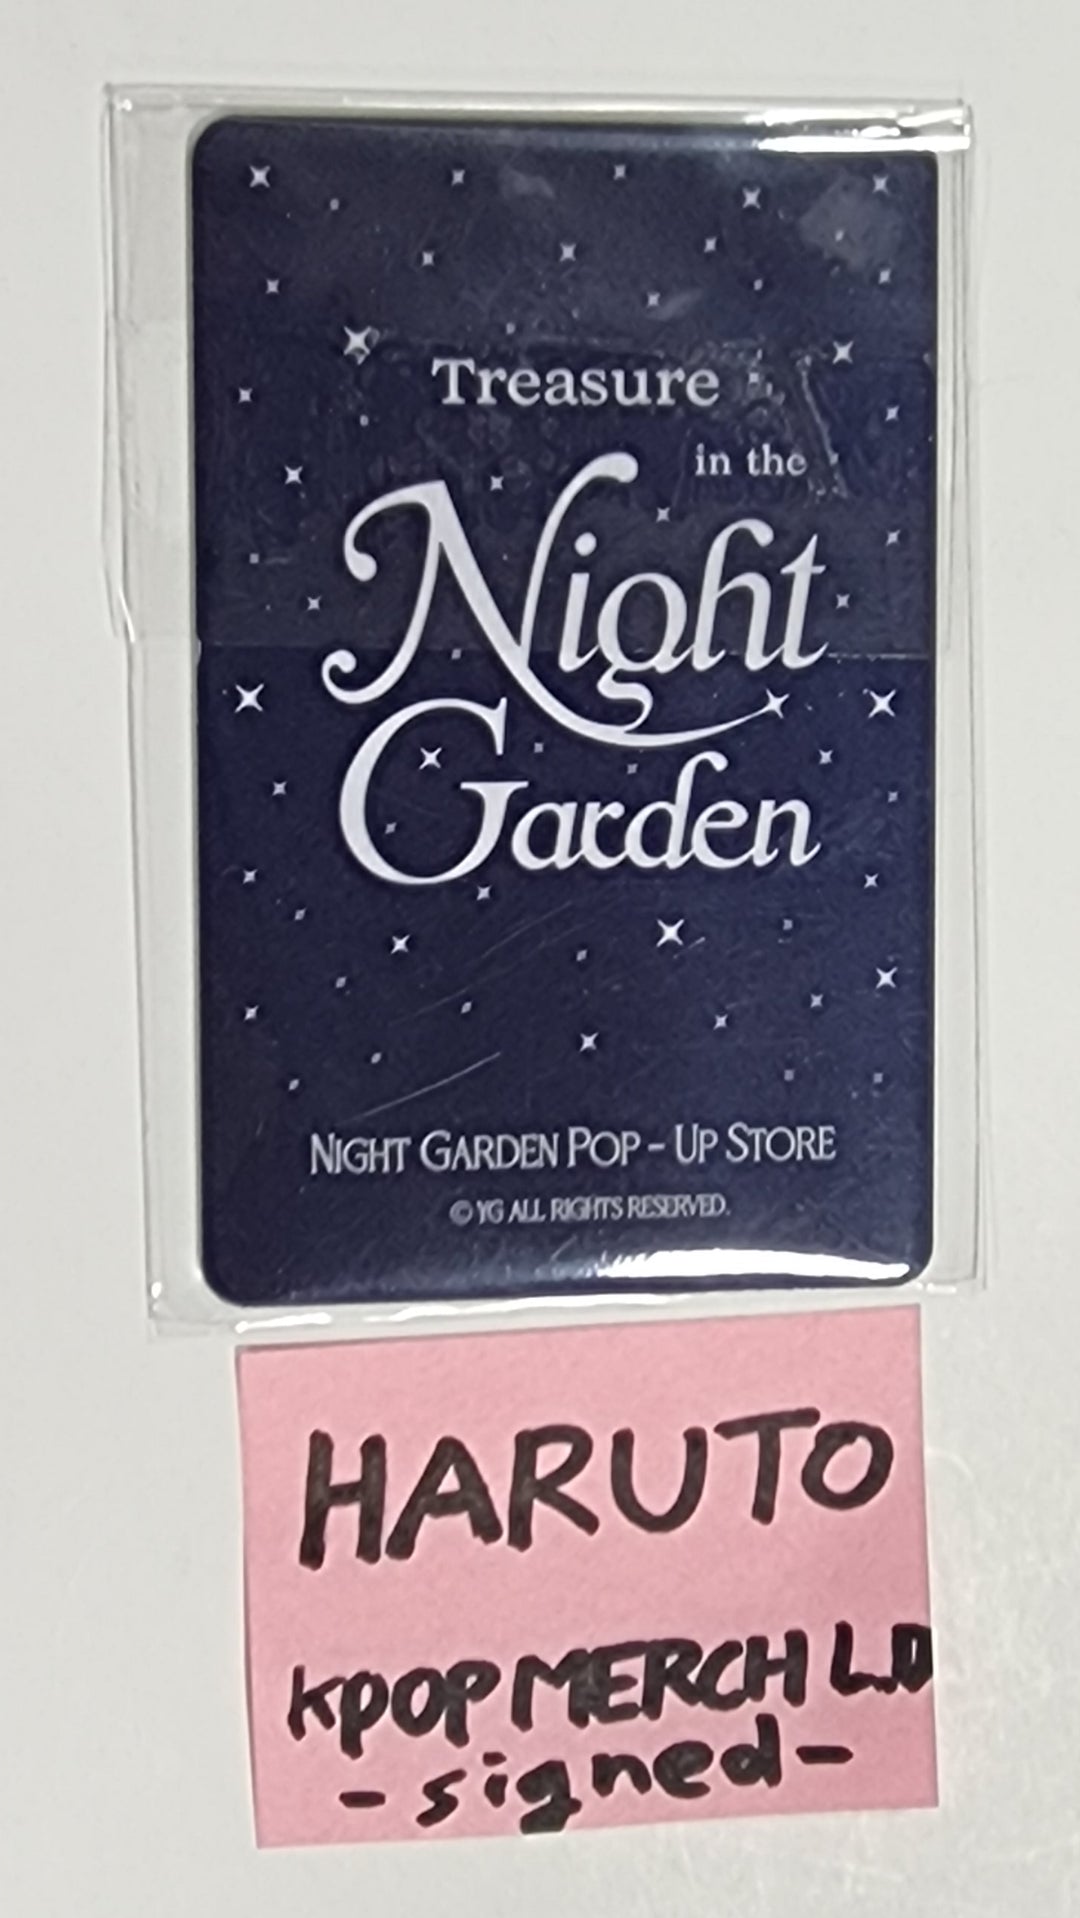 Treasure
in the
Night
Garden
NIGHT GARDEN POP-UP STORE
© YG ALL RIGHTS RESERVED.
HARUTO
KPOP MERCH L.D
-signed-